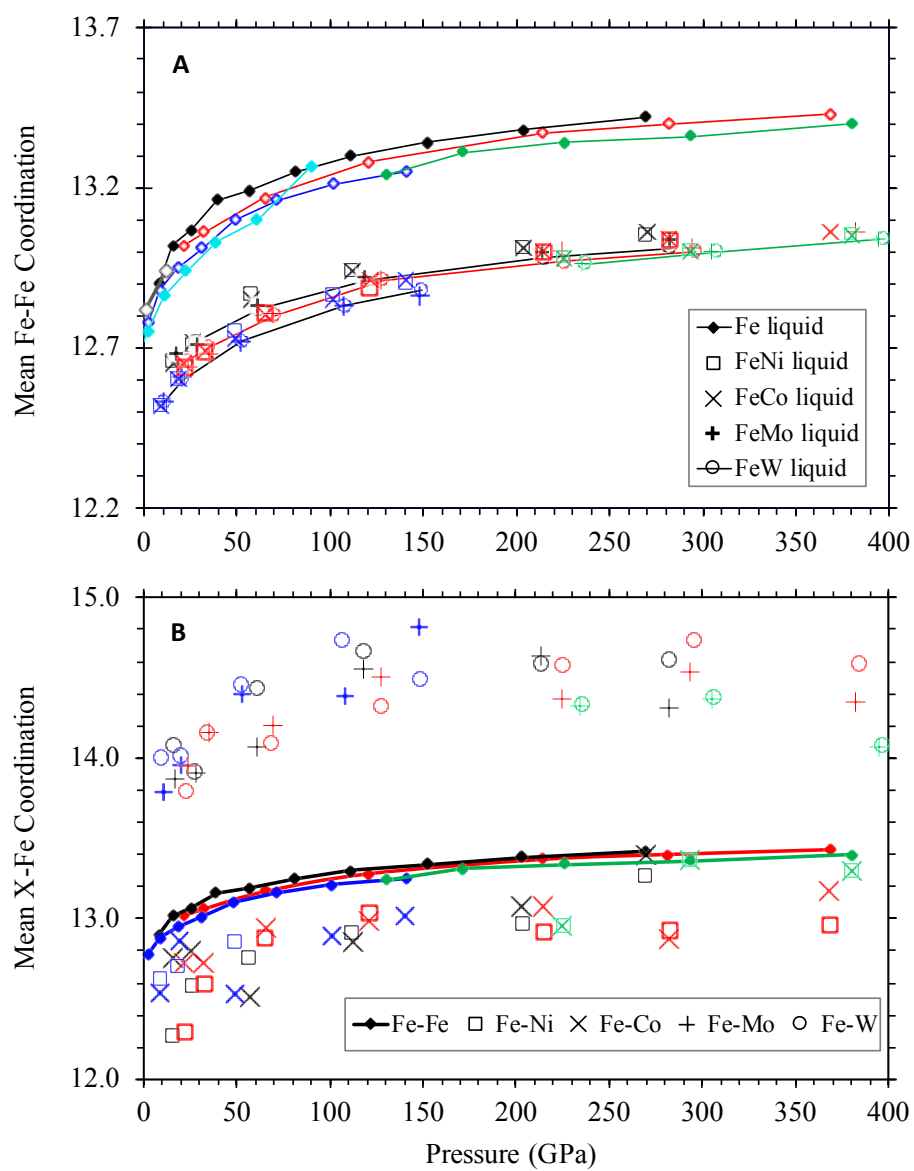 13.7
A
13.2
Mean Fe-Fe Coordination
12.7
Fe liquid
FeNi liquid
FeCo liquid
FeMo liquid
FeW liquid
12.2
0 50 100 150 200 250 300 350 400
15.0
B
14.0
Mean X-Fe Coordination
13.0
Fe-Fe Fe-Ni Fe-Co Fe-Mo Fe-W
12.0
0 50 100 150 200 250 300 350 400
Pressure (GPa)